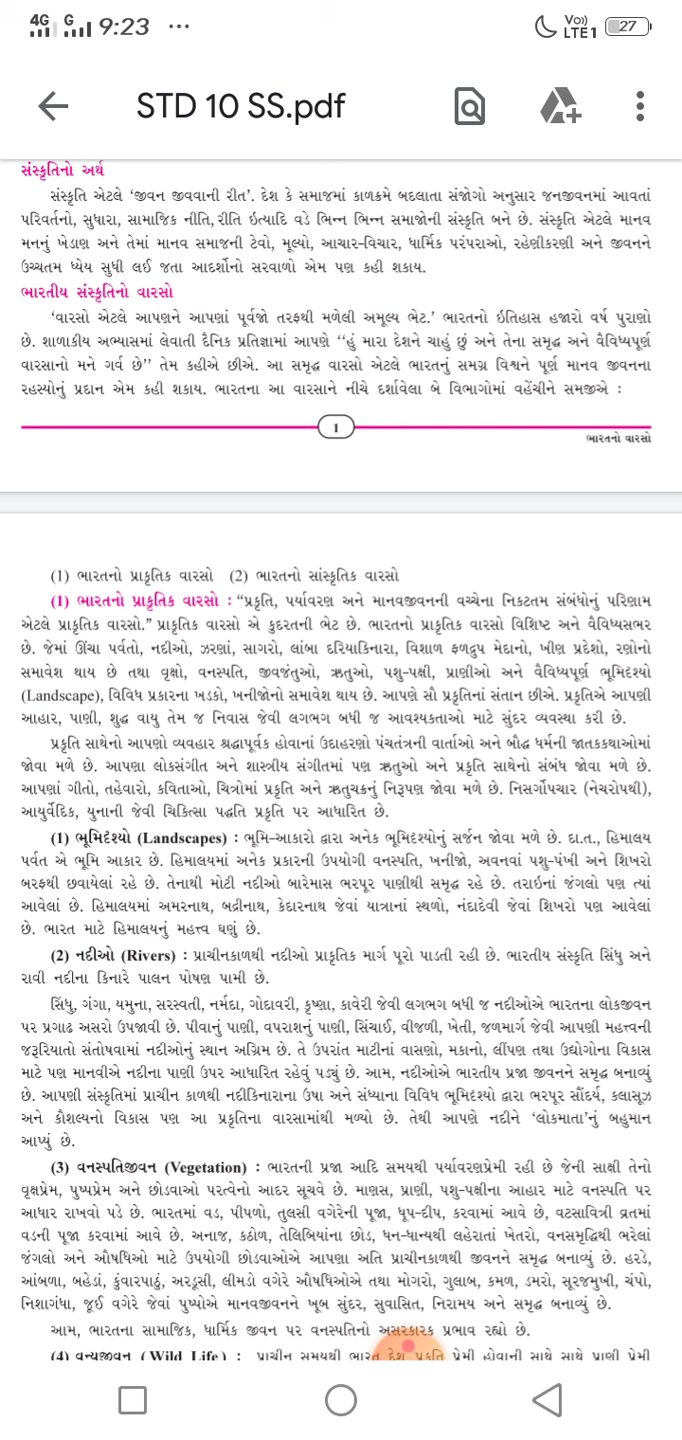 4G G 9:23 ...
Vo)) LTE1 27
STD 10 SS.pdf
સંસ્કૃતિનો અર્થ
સંસ્કૃતિ એટલે 'જીવન જીવવાની રીત'. દેશ કે સમાજમાં કાળક્રમે બદલાતા સંજોગો અનુસાર જનજીવનમાં આવતાં
પરિવર્તનો, સુધારા, સામાજિક નીતિ, રીતિ ઇત્યાદિ વડે ભિન્ન ભિન્ન સમાજોની સંસ્કૃતિ બને છે. સંસ્કૃતિ એટલે માનવ
મનનું ખેડાણ અને તેમાં માનવ સમાજની ટેવો, મૂલ્યો, આચાર-વિચાર, ધાર્મિક પરંપરાઓ, રહેણીકરણી અને જીવનને
ઉચ્ચતમ ધ્યેય સુધી લઈ જતા આદર્શોનો સરવાળો એમ પણ કહી શકાય.
ભારતીય સંસ્કૃતિનો વારસો
'વારસો એટલે આપણને આપણાં પૂર્વજો તરફથી મળેલી અમૂલ્ય ભેટ.' ભારતનો ઇતિહાસ હજારો વર્ષ પુરાણો
છે. શાળાકીય અભ્યાસમાં લેવાતી દૈનિક પ્રતિજ્ઞામાં આપણે ''હું મારા દેશને ચાહું છું અને તેના સમૃદ્ધ અને વૈવિધ્યપૂર્ણ
વારસાનો મને ગર્વ છે'' તેમ કહીએ છીએ. આ સમૃદ્ધ વારસો એટલે ભારતનું સમગ્ર વિશ્વને પૂર્ણ માનવ જીવનના
રહસ્યોનું પ્રદાન એમ કહી શકાય. ભારતના આ વારસાને નીચે દર્શાવેલા બે વિભાગોમાં વહેંચીને સમજીએ :
1
ભારતનો વારસો
(1) ભારતનો પ્રાકૃતિક વારસો (2) ભારતનો સાંસ્કૃતિક વારસો
(1) ભારતનો પ્રાકૃતિક વારસો : "પ્રકૃતિ, પર્યાવરણ અને માનવજીવનની વચ્ચેના નિકટતમ સંબંધોનું પરિણામ
એટલે પ્રાકૃતિક વારસો." પ્રાકૃતિક વારસો એ કુદરતની ભેટ છે. ભારતનો પ્રાકૃતિક વારસો વિશિષ્ટ અને વૈવિધ્યસભર
છે. જેમાં ઊંચા પર્વતો, નદીઓ, ઝરણાં, સાગરો, લાંબા દરિયાકિનારા, વિશાળ ફળદ્રુપ મેદાનો, ખીણ પ્રદેશો, રણોનો
સમાવેશ થાય છે તથા વૃક્ષો, વનસ્પતિ, જીવજંતુઓ, ઋતુઓ, પશુ-પક્ષી, પ્રાણીઓ અને વૈવિધ્યપૂર્ણ ભૂમિદૃશ્યો
(Landscape), વિવિધ પ્રકારના ખડકો, ખનીજોનો સમાવેશ થાય છે. આપણે સૌ પ્રકૃતિનાં સંતાન છીએ. પ્રકૃતિએ આપણી
આહાર, પાણી, શુદ્ધ વાયુ તેમ જ નિવાસ જેવી લગભગ બધી જ આવશ્યકતાઓ માટે સુંદર વ્યવસ્થા કરી છે.
પ્રકૃતિ સાથેનો આપણો વ્યવહાર શ્રદ્ધાપૂર્વક હોવાનાં ઉદાહરણો પંચતંત્રની વાર્તાઓ અને બૌદ્ધ ધર્મની જાતકકથાઓમાં
જોવા મળે છે. આપણા લોકસંગીત અને શાસ્ત્રીય સંગીતમાં પણ ઋતુઓ અને પ્રકૃતિ સાથેનો સંબંધ જોવા મળે છે.
આપણાં ગીતો, તહેવારો, કવિતાઓ, ચિત્રોમાં પ્રકૃતિ અને ઋતુચક્રનું નિરૂપણ જોવા મળે છે. નિસર્ગોપચાર (નેચરોપથી),
આયુર્વેદિક, યુનાની જેવી ચિકિત્સા પદ્ધતિ પ્રકૃતિ પર આધારિત છે.
(1) ભૂમિદૃશ્યો (Landscapes) : ભૂમિ-આકારો દ્વારા અનેક ભૂમિદૃશ્યોનું સર્જન જોવા મળે છે. દા.ત., હિમાલય
પર્વત એ ભૂમિ આકાર છે. હિમાલયમાં અનેક પ્રકારની ઉપયોગી વનસ્પતિ, ખનીજો, અવનવાં પશુ-પંખી અને શિખરો
બરફથી છવાયેલાં રહે છે. તેનાથી મોટી નદીઓ બારેમાસ ભરપૂર પાણીથી સમૃદ્ધ રહે છે. તરાઇનાં જંગલો પણ ત્યાં
આવેલાં છે. હિમાલયમાં અમરનાથ, બદ્રીનાથ, કેદારનાથ જેવાં યાત્રાનાં સ્થળો, નંદાદેવી જેવાં શિખરો પણ આવેલાં
છે. ભારત માટે હિમાલયનું મહત્ત્વ ઘણું છે.
(2) નદીઓ (Rivers) : પ્રાચીનકાળથી નદીઓ પ્રાકૃતિક માર્ગ પૂરો પાડતી રહી છે. ભારતીય સંસ્કૃતિ સિંધુ અને
રાવી નદીના કિનારે પાલન પોષણ પામી છે.
સિંધુ, ગંગા, યમુના, સરસ્વતી, નર્મદા, ગોદાવરી, કૃષ્ણા, કાવેરી જેવી લગભગ બધી જ નદીઓએ ભારતના લોકજીવન
પર પ્રગાઢ અસરો ઉપજાવી છે. પીવાનું પાણી, વપરાશનું પાણી, સિંચાઈ, વીજળી, ખેતી, જળમાર્ગ જેવી આપણી મહત્ત્વની
જરૂરિયાતો સંતોષવામાં નદીઓનું સ્થાન અગ્રિમ છે. તે ઉપરાંત માટીનાં વાસણો, મકાનો, લીંપણ તથા ઉદ્યોગોના વિકાસ
માટે પણ માનવીએ નદીના પાણી ઉપર આધારિત રહેવું પડ્યું છે. આમ, નદીઓએ ભારતીય પ્રજા જીવનને સમૃદ્ધ બનાવ્યું
છે. આપણી સંસ્કૃતિમાં પ્રાચીન કાળથી નદીકિનારાના ઉષા અને સંધ્યાના વિવિધ ભૂમિદૃશ્યો દ્વારા ભરપૂર સૌંદર્ય, કલાસૂઝ
અને કૌશલ્યનો વિકાસ પણ આ પ્રકૃતિના વારસામાંથી મળ્યો છે. તેથી આપણે નદીને 'લોકમાતા'નું બહુમાન
આપ્યું છે.
(3) વનસ્પતિજીવન (Vegetation) : ભારતની પ્રજા આદિ સમયથી પર્યાવરણપ્રેમી રહી છે જેની સાક્ષી તેનો
વૃક્ષપ્રેમ, પુષ્પપ્રેમ અને છોડવાઓ પરત્વેનો આદર સૂચવે છે. માણસ, પ્રાણી, પશુ-પક્ષીના આહાર માટે વનસ્પતિ પર
આધાર રાખવો પડે છે. ભારતમાં વડ, પીપળો, તુલસી વગેરેની પૂજા, ધૂપ-દીપ, કરવામાં આવે છે, વટસાવિત્રી વ્રતમાં
વડની પૂજા કરવામાં આવે છે. અનાજ, કઠોળ, તેલિબિયાંના છોડ, ધન-ધાન્યથી લહેરાતાં ખેતરો, વનસમૃદ્ધિથી ભરેલાં
જંગલો અને ઔષધિઓ માટે ઉપયોગી છોડવાઓએ આપણા અતિ પ્રાચીનકાળથી જીવનને સમૃદ્ધ બનાવ્યું છે. હરડે,
આંબળા, બહેડાં, કુંવારપાઠું, અરડૂસી, લીમડો વગેરે ઔષધિઓએ તથા મોગરો, ગુલાબ, કમળ, ડમરો, સૂરજમુખી, ચંપો,
નિશાગંધા, જૂઈ વગેરે જેવાં પુષ્પોએ માનવજીવનને ખૂબ સુંદર, સુવાસિત, નિરામય અને સમૃદ્ધ બનાવ્યું છે.
આમ, ભારતના સામાજિક, ધાર્મિક જીવન પર વનસ્પતિનો અસરકારક પ્રભાવ રહ્યો છે.
(4) વન્યજીવન (Wild Life) : પ્રાચીન સમયથી ભારત દેશ પ્રકૃતિ પ્રેમી હોવાની સાથે સાથે પ્રાણી પ્રેમી